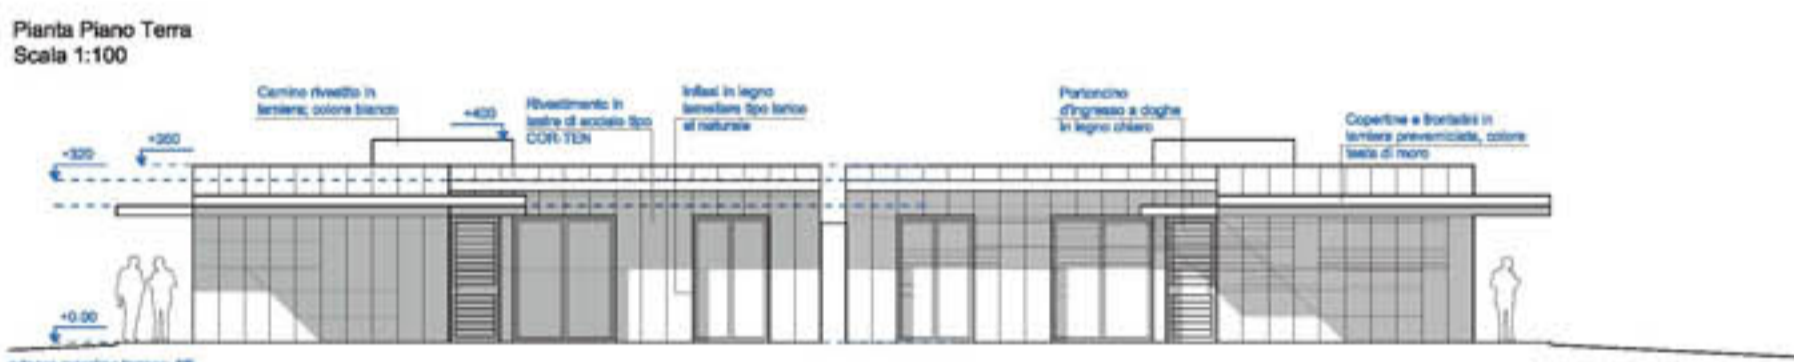 Pianta Piano Terra
Scala 1:100
Camino rivestito in
lamiera; colore bianco
+400
Rivestimento in
lastre di acciaio tipo
COR-TEN
Infissi in legno
lamellare tipo larice
al naturale
Portoncino
d'ingresso a doghe
in legno chiaro
Copertine e frontalini in
lamiera preverniciata, colore
testa di moro
+360
+320
+0.00